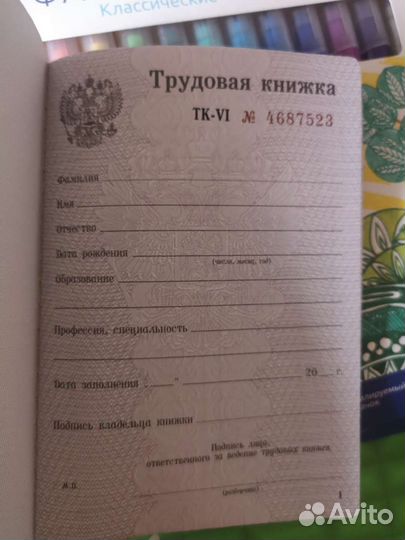 Классические
Трудовая книжка
ТК-VI № 4687523
Фамилия
Имя
Отчество
Дата рождения
(число, месяц, год)
Образование
Профессия, специальность
Дата заполнения " 20 г.
Подпись владельца книжки
Подпись лица,
ответственного за ведение трудовых книжек
М.П.
(разборчиво)
1
Avito